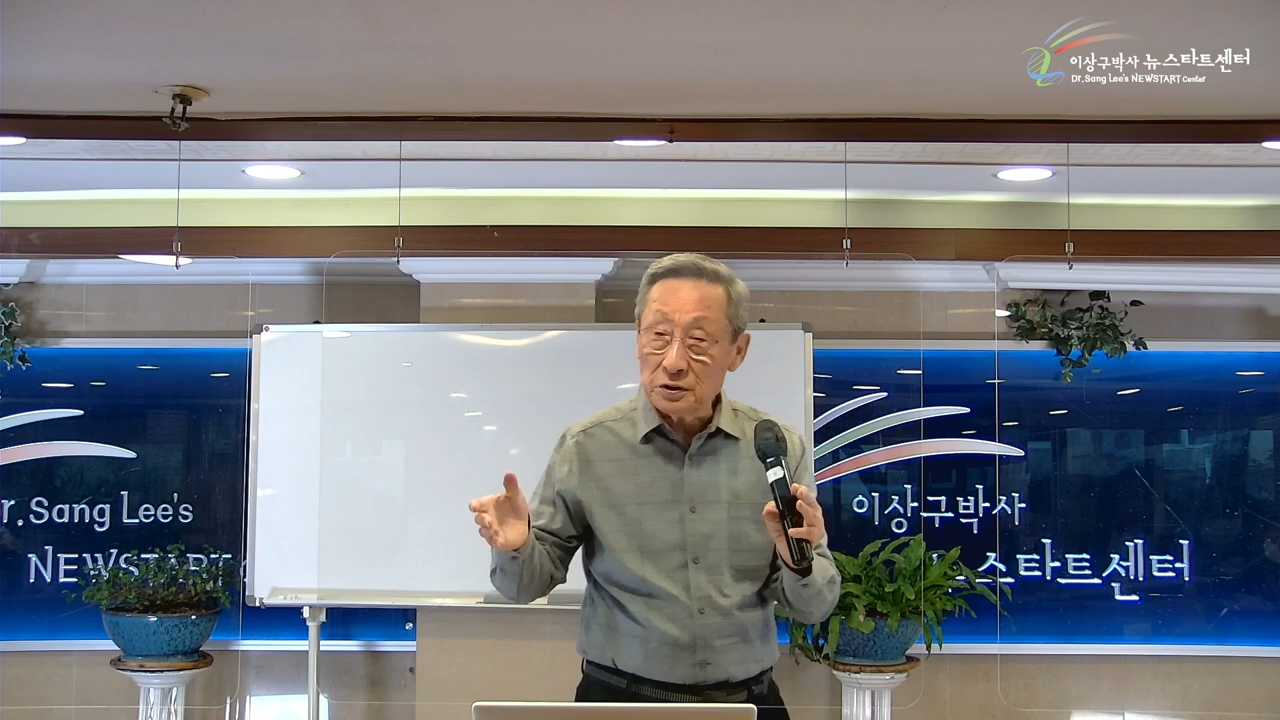 이상구박사 뉴스타트센터
Dr. Sang Lee's NEWSTART Center
r. Sang Lee's
NEWSTART
이상구박사
스타트센터